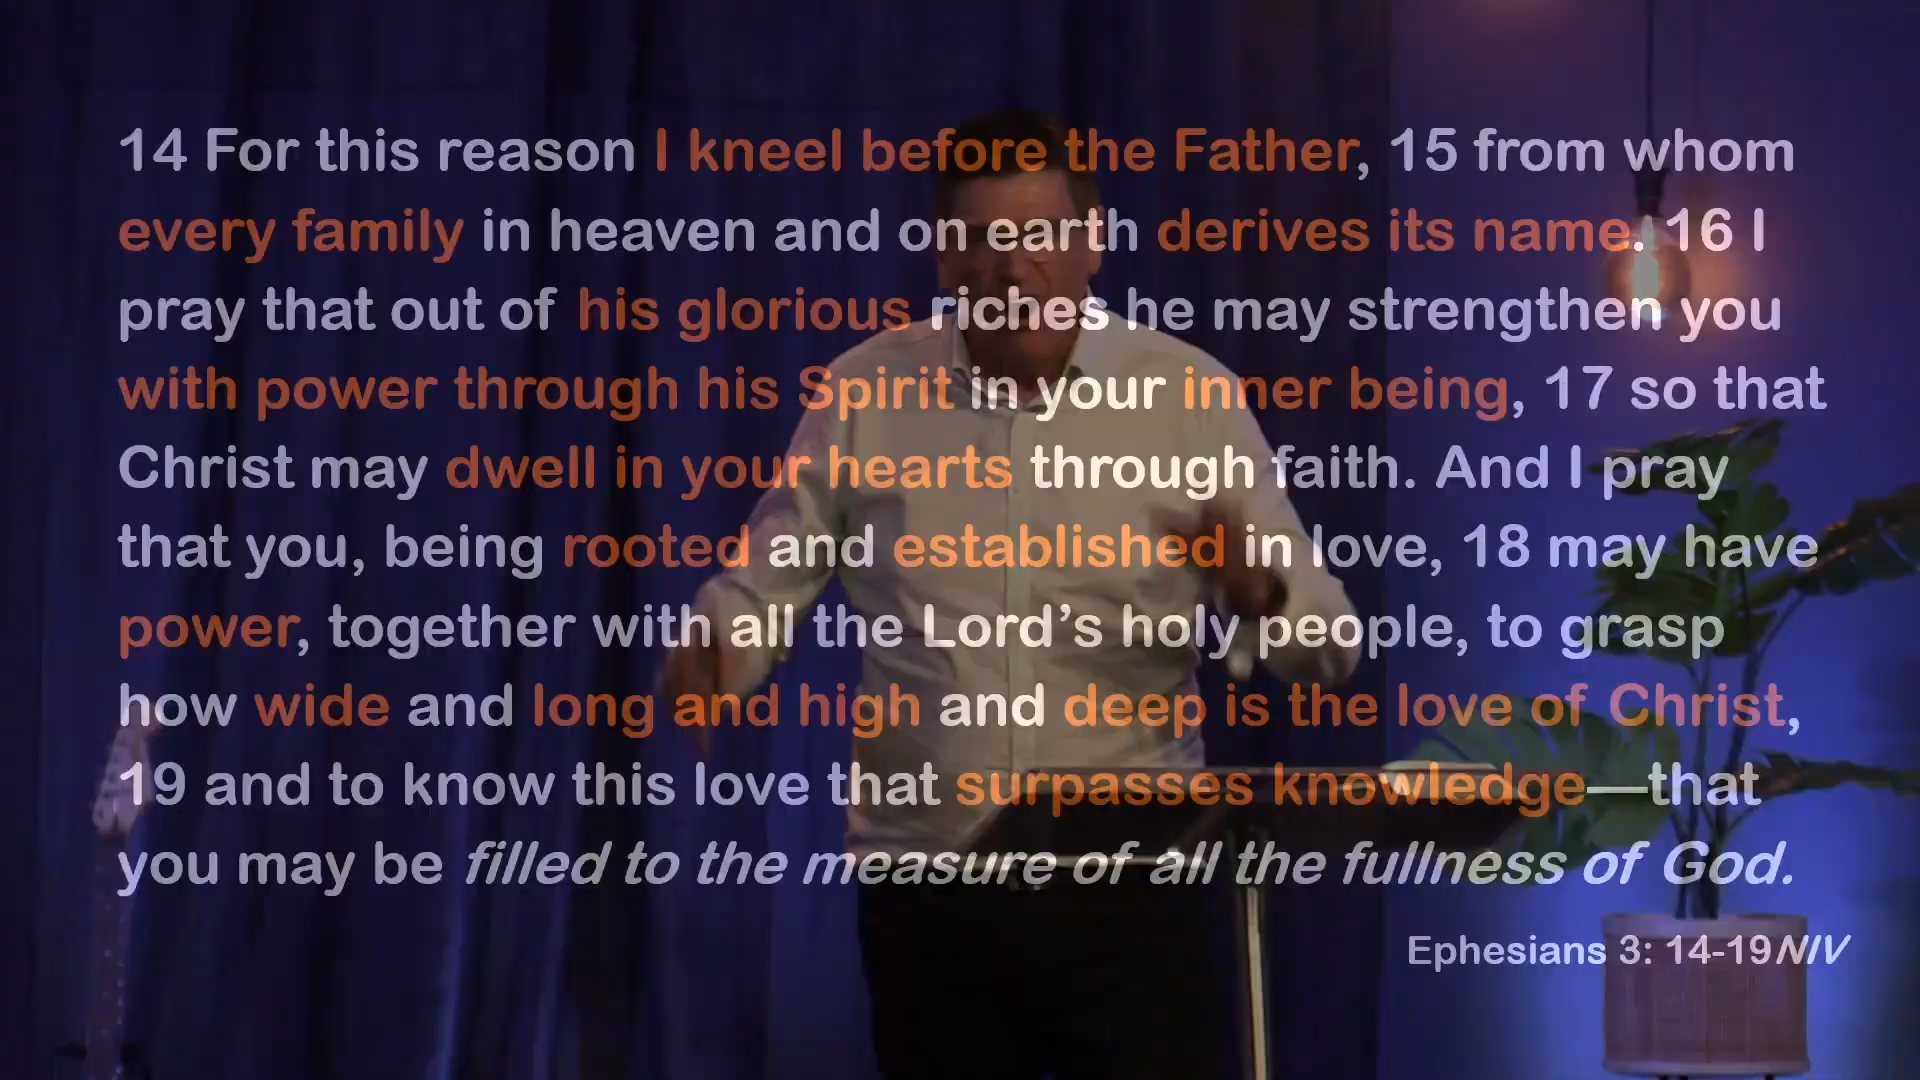 14 For this reason I kneel before the Father, 15 from whom
every family in heaven and on earth derives its name. 16 I
pray that out of his glorious riches he may strengthen you
with power through his Spirit in your inner being, 17 so that
Christ may dwell in your hearts through faith. And I pray
that you, being rooted and established in love, 18 may have
power, together with all the Lord’s holy people, to grasp
how wide and long and high and deep is the love of Christ,
19 and to know this love that surpasses knowledge—that
you may be filled to the measure of all the fullness of God.
Ephesians 3: 14-19 NIV